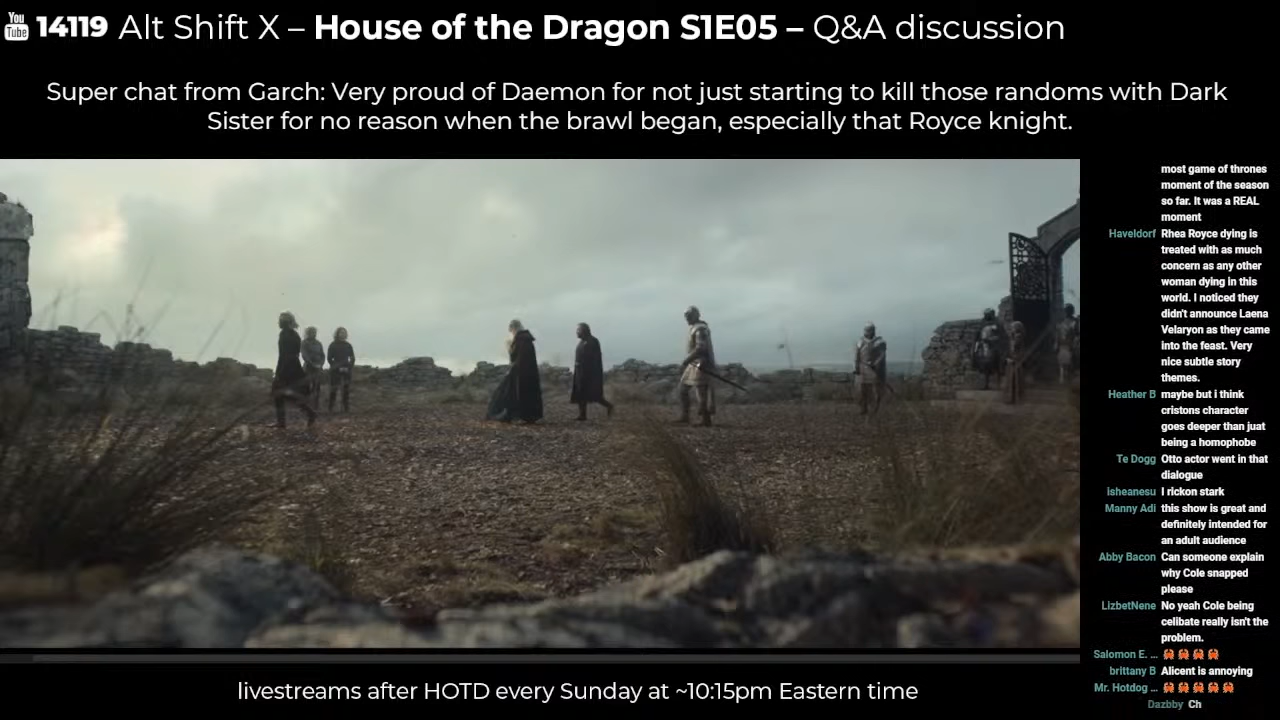 You Tube 14119 Alt Shift X – House of the Dragon S1E05 – Q&A discussion
Super chat from Garch: Very proud of Daemon for not just starting to kill those randoms with Dark
Sister for no reason when the brawl began, especially that Royce knight.
most game of thrones
moment of the season
so far. It was a REAL
moment
Haveldorf Rhea Royce dying is
treated with as much
concern as any other
woman dying in this
world. I noticed they
didn't announce Laena
Velaryon as they came
into the feast. Very
nice subtle story
themes.
Heather B maybe but i think
cristons character
goes deeper than juat
being a homophobe
Te Dogg Otto actor went in that
dialogue
isheanesu I rickon stark
Manny Adi this show is great and
definitely intended for
an adult audience
Abby Bacon Can someone explain
why Cole snapped
please
LizbetNene No yeah Cole being
celibate really isn't the
problem.
Salomon E. ... 🦀 🦀 🦀 🦀
brittany B Alicent is annoying
Mr. Hotdog ... 🦀 🦀 🦀 🦀 🦀
Dazbby Ch
livestreams after HOTD every Sunday at ~10:15pm Eastern time